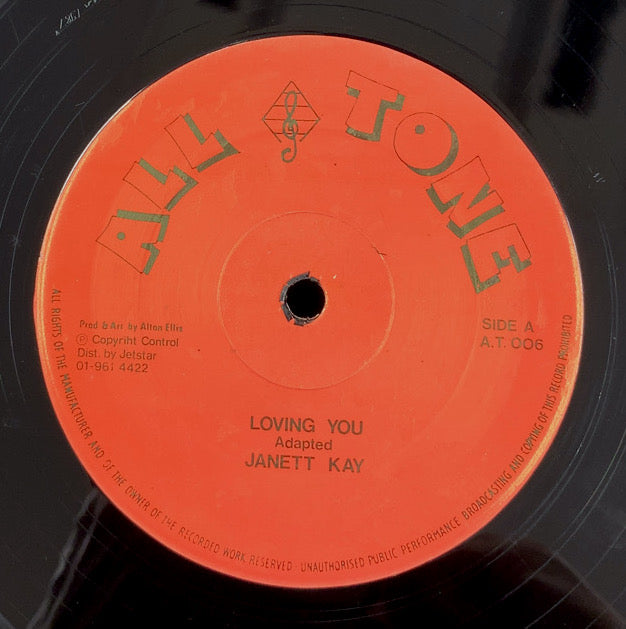 ALL TONE
Prod & Arr by Alton Ellis
Ⓟ Copyriht Control
Dist. by Jetstar
01-961 4422
SIDE A
A.T. 006
LOVING YOU
Adapted
JANETT KAY
ALL RIGHTS OF THE MANUFACTURER AND OF THE OWNER OF THE RECORDED WORK RESERVED · UNAUTHORISED PUBLIC PERFORMANCE BROADCASTING AND COPYING OF THIS RECORD PROHIBITED